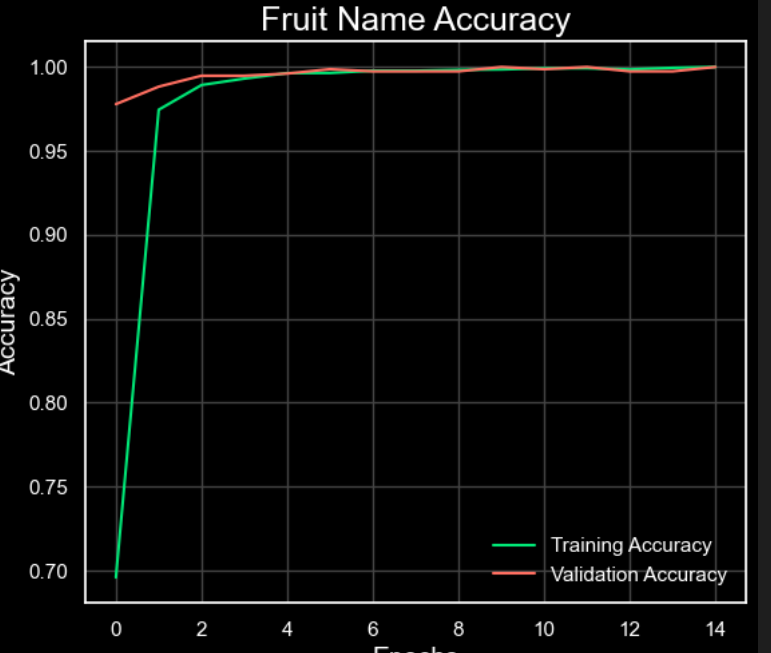 Fruit Name Accuracy
Accuracy
1.00
0.95
0.90
0.85
0.80
0.75
0.70
Training Accuracy
Validation Accuracy
0 2 4 6 8 10 12 14
Epochs